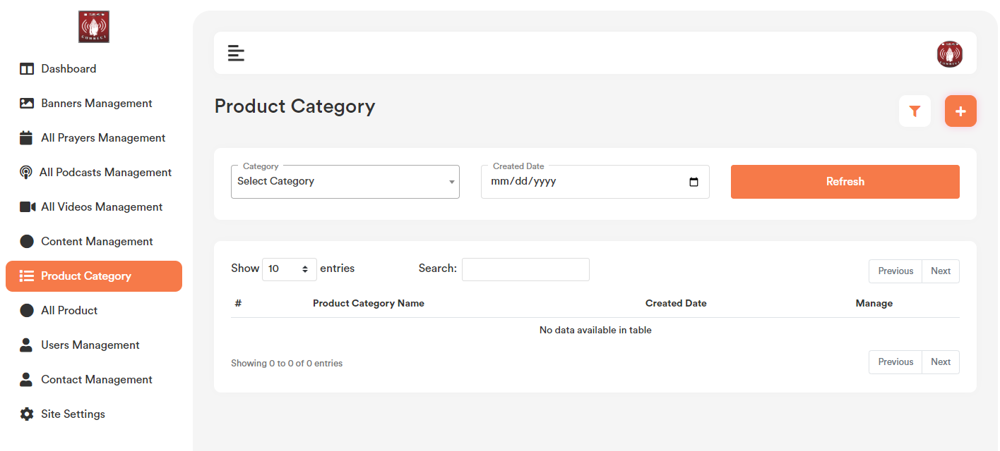 CONNECT
Dashboard
Banners Management
All Prayers Management
All Podcasts Management
All Videos Management
Content Management
Product Category
All Product
Users Management
Contact Management
Site Settings
Product Category
Category
Select Category
Created Date
mm/dd/yyyy
Refresh
Show 10 entries Search: Previous Next
# Product Category Name Created Date Manage
No data available in table
Showing 0 to 0 of 0 entries Previous Next